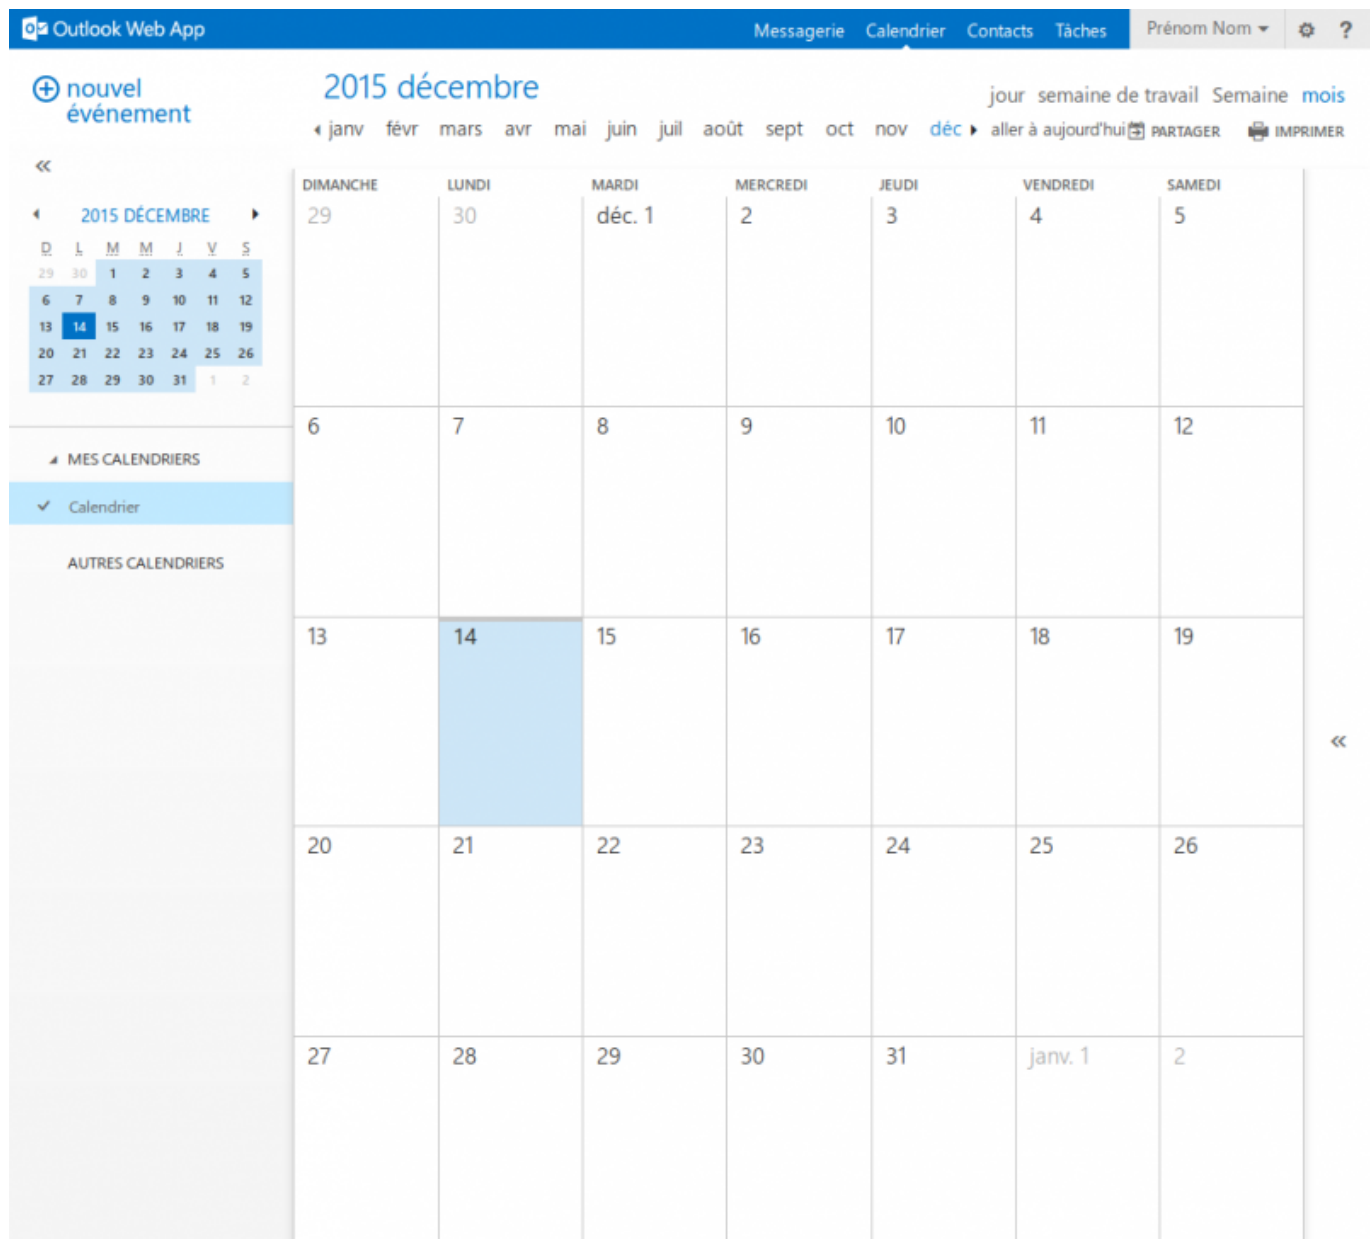 Outlook Web App Messagerie Calendrier Contacts Tâches Prénom Nom ?
nouvel
événement
2015 décembre
jour semaine de travail Semaine mois
janv févr mars avr mai juin juil août sept oct nov déc aller à aujourd'hui PARTAGER IMPRIMER
«
2015 DÉCEMBRE
D L M M J V S
29 30 1 2 3 4 5
6 7 8 9 10 11 12
13 14 15 16 17 18 19
20 21 22 23 24 25 26
27 28 29 30 31 1 2
MES CALENDRIERS
Calendrier
AUTRES CALENDRIERS
DIMANCHE LUNDI MARDI MERCREDI JEUDI VENDREDI SAMEDI
29 30 déc. 1 2 3 4 5
6 7 8 9 10 11 12
13 14 15 16 17 18 19
«
20 21 22 23 24 25 26
27 28 29 30 31 janv. 1 2